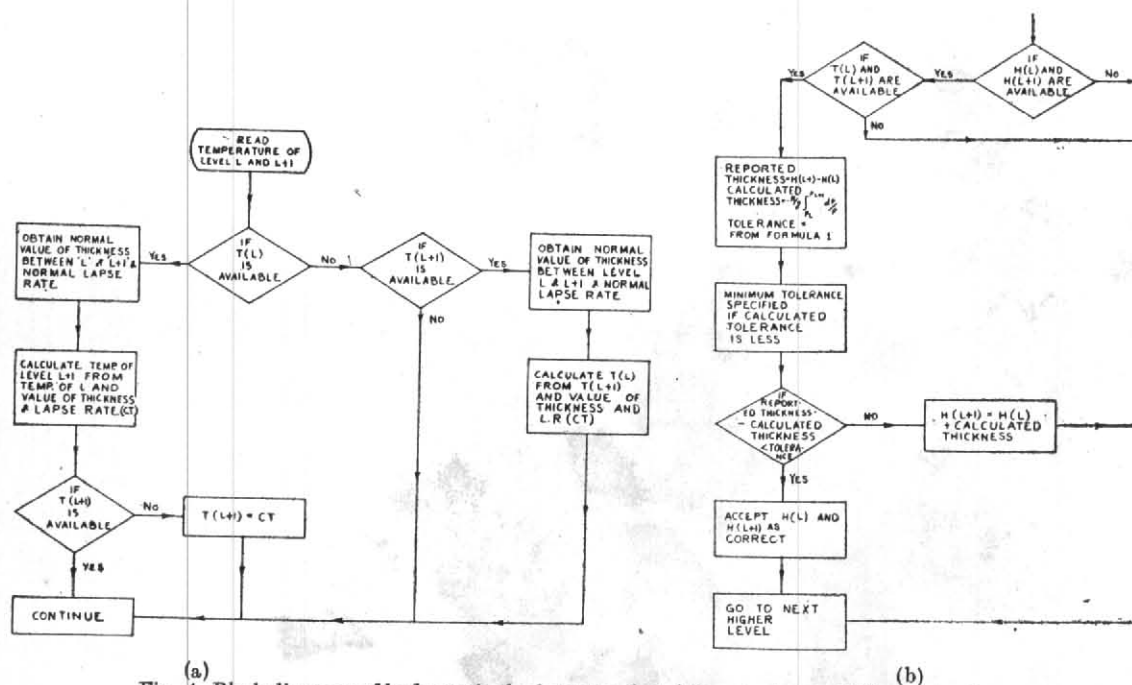 READ
TEMPERATURE OF
LEVEL L AND L+1
IF
T(L)
IS
AVAILABLE
YES
NO
OBTAIN NORMAL
VALUE OF THICKNESS
BETWEEN 'L' & 'L+1' &
NORMAL LAPSE
RATE
CALCULATE TEMP. OF
LEVEL L+1 FROM
TEMP. OF L AND
VALUE OF THICKNESS
& LAPSE RATE.(CT)
IF
T(L+1)
IS
AVAILABLE
NO
T(L+1) = CT
YES
CONTINUE
IF
T(L+1)
IS
AVAILABLE
YES
NO
OBTAIN NORMAL
VALUE OF THICKNESS
BETWEEN LEVEL
L & L+1 & NORMAL
LAPSE RATE
CALCULATE T(L)
FROM T(L+1)
AND VALUE OF
THICKNESS AND
L.R (CT)
(a)
IF
H(L) AND
H(L+1) ARE
AVAILABLE
NO
YES
IF
T(L) AND
T(L+1) ARE
AVAILABLE
YES
NO
REPORTED
THICKNESS=H(L+1)-H(L)
CALCULATED
THICKNESS=
TOLERANCE =
FROM FORMULA 1
MINIMUM TOLERANCE
SPECIFIED
IF CALCULATED
TOLERANCE
IS LESS
IF
REPORT-
ED THICKNESS-
- CALCULATED
THICKNESS
<TOLERA-
NCE
NO
H(L+1) = H(L)
+ CALCULATED
THICKNESS
YES
ACCEPT H(L) AND
H(L+1) AS
CORRECT
GO TO NEXT
HIGHER
LEVEL
(b)